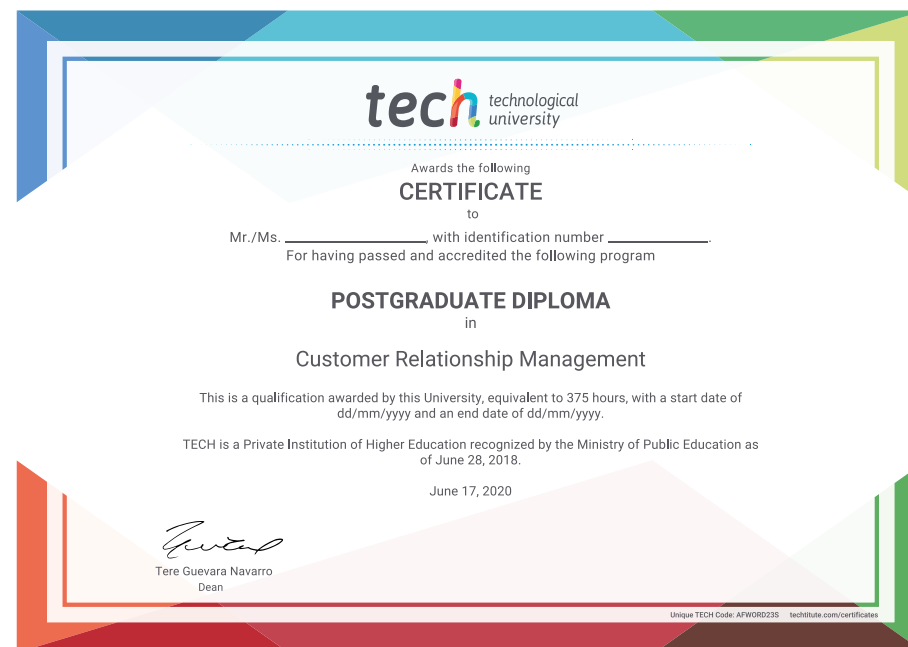 tech technological
university
Awards the following
CERTIFICATE
to
Mr./Ms. ____________, with identification number ____________.
For having passed and accredited the following program
POSTGRADUATE DIPLOMA
in
Customer Relationship Management
This is a qualification awarded by this University, equivalent to 375 hours, with a start date of
dd/mm/yyyy and an end date of dd/mm/yyyy.
TECH is a Private Institution of Higher Education recognized by the Ministry of Public Education as
of June 28, 2018.
June 17, 2020
Tere Guevara Navarro
Dean
Unique TECH Code: AFWORD23S techtitute.com/certificates